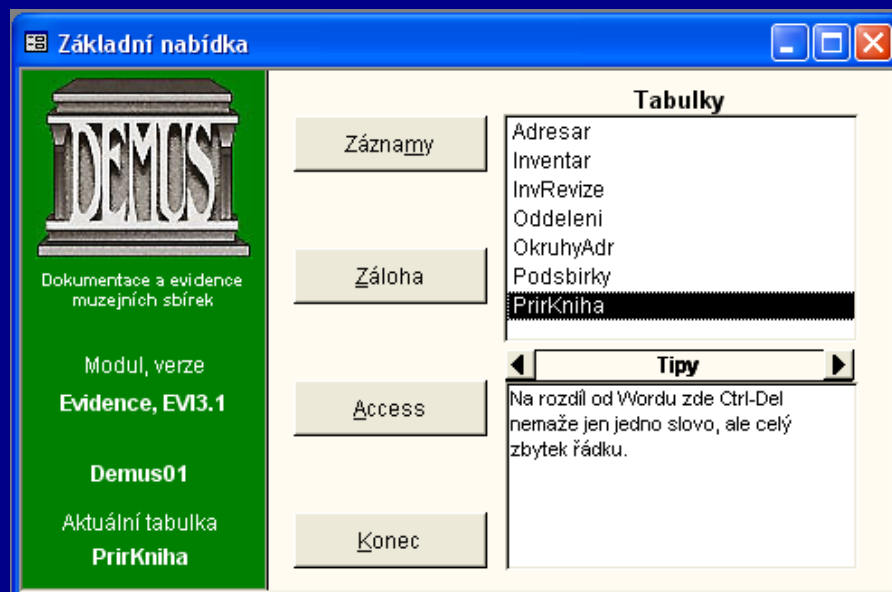 Základní nabídka
DEMUS
Dokumentace a evidence
muzejních sbírek
Modul, verze
Evidence, EVI3.1
Demus01
Aktuální tabulka
PrirKniha
Záznamy
Záloha
Access
Konec
Tabulky
Adresar
Inventar
InvRevize
Oddeleni
OkruhyAdr
Podsbirky
PrirKniha
Tipy
Na rozdíl od Wordu zde Ctrl-Del
nemaže jen jedno slovo, ale celý
zbytek řádku.